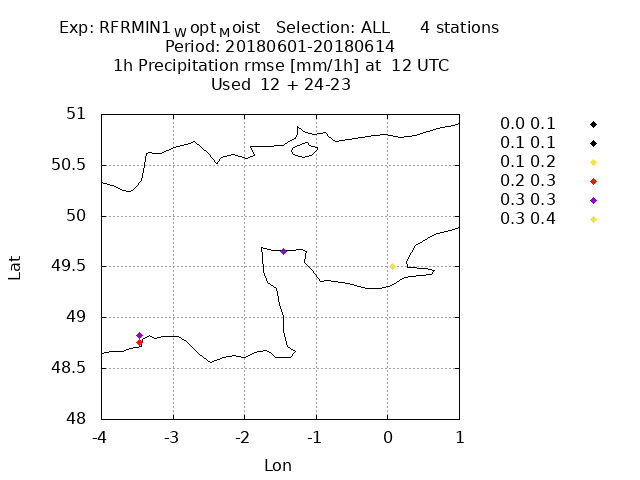 Exp: RFRMIN1WoptMoist Selection: ALL 4 stations
Period: 20180601-20180614
1h Precipitation rmse [mm/1h] at 12 UTC
Used 12 + 24-23
51
50.5
50
49.5
49
48.5
48
-4 -3 -2 -1 0 1
Lat
Lon
0.0 0.1
0.1 0.1
0.1 0.2
0.2 0.3
0.3 0.3
0.3 0.4